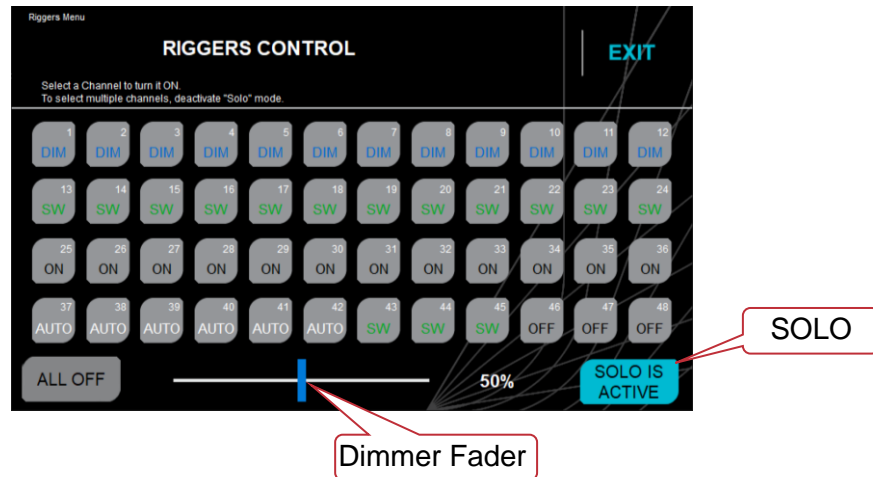 Riggers Menu
RIGGERS CONTROL
EXIT
Select a Channel to turn it ON.
To select multiple channels, deactivate "Solo" mode.
1 2 3 4 5 6 7 8 9 10 11 12
DIM DIM DIM DIM DIM DIM DIM DIM DIM DIM DIM DIM
13 14 15 16 17 18 19 20 21 22 23 24
SW SW SW SW SW SW SW SW SW SW SW SW
25 26 27 28 29 30 31 32 33 34 35 36
ON ON ON ON ON ON ON ON ON ON ON ON
37 38 39 40 41 42 43 44 45 46 47 48
AUTO AUTO AUTO AUTO AUTO AUTO SW SW SW OFF OFF OFF
SOLO
ALL OFF
50%
SOLO IS
ACTIVE
Dimmer Fader